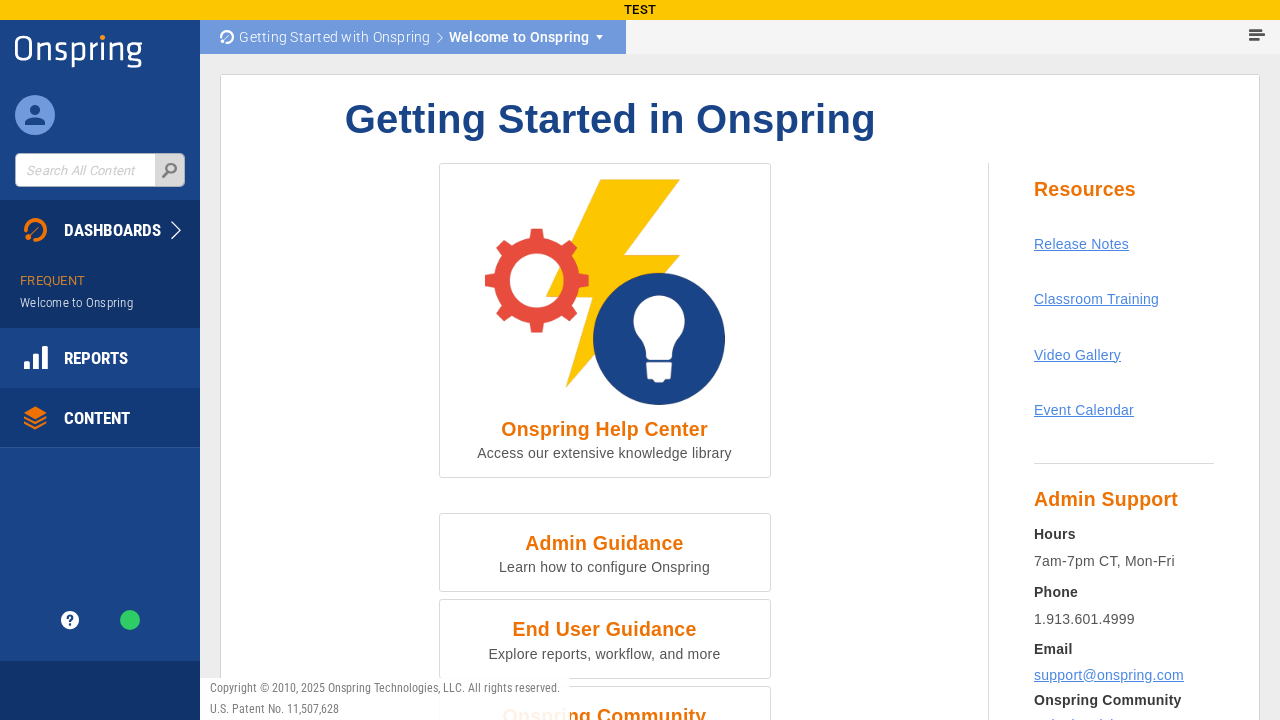 TEST
Onspring
Getting Started with Onspring
Welcome to Onspring
Search All Content
DASHBOARDS
FREQUENT
Welcome to Onspring
REPORTS
CONTENT
Getting Started in Onspring
Onspring Help Center
Access our extensive knowledge library
Admin Guidance
Learn how to configure Onspring
End User Guidance
Explore reports, workflow, and more
Onspring Community
Resources
Release Notes
Classroom Training
Video Gallery
Event Calendar
Admin Support
Hours
7am-7pm CT, Mon-Fri
Phone
1.913.601.4999
Email
support@onspring.com
Onspring Community
Copyright © 2010, 2025 Onspring Technologies, LLC. All rights reserved.
U.S. Patent No. 11,507,628